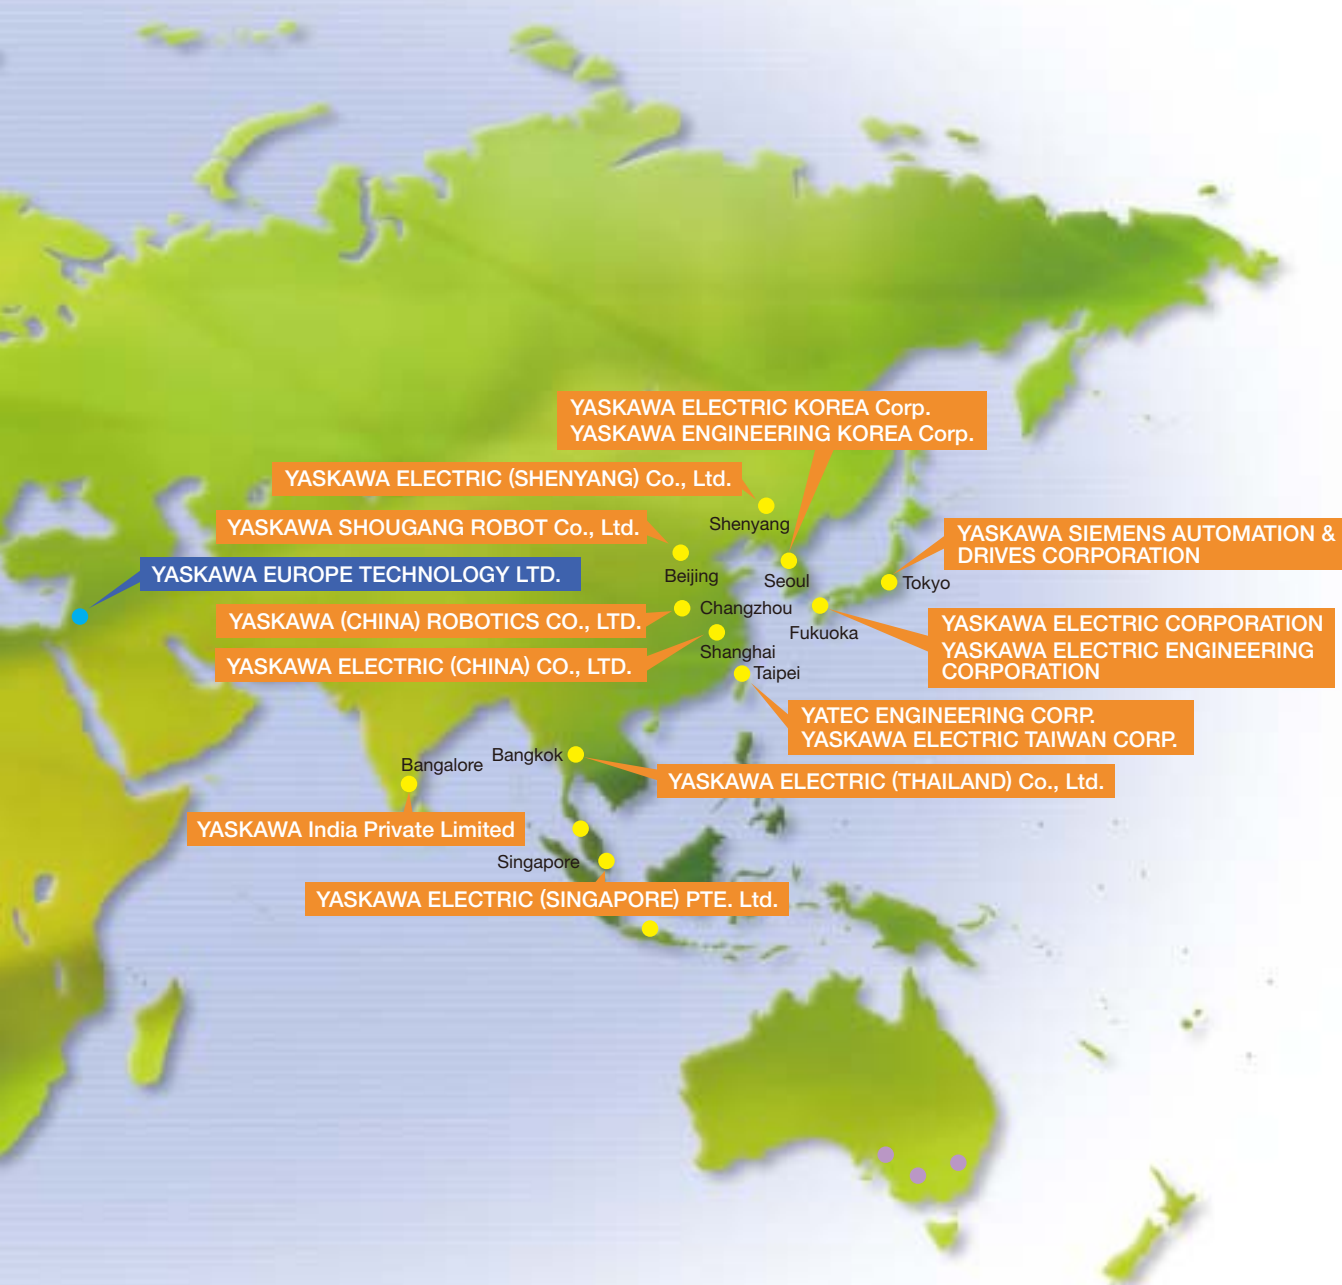 YASKAWA ELECTRIC KOREA Corp.
YASKAWA ENGINEERING KOREA Corp.
YASKAWA ELECTRIC (SHENYANG) Co., Ltd.
Shenyang
YASKAWA SHOUGANG ROBOT Co., Ltd.
YASKAWA SIEMENS AUTOMATION &
DRIVES CORPORATION
YASKAWA EUROPE TECHNOLOGY LTD.
Beijing
Seoul
Tokyo
YASKAWA (CHINA) ROBOTICS CO., LTD.
Changzhou
Fukuoka
YASKAWA ELECTRIC CORPORATION
YASKAWA ELECTRIC ENGINEERING
CORPORATION
Shanghai
YASKAWA ELECTRIC (CHINA) CO., LTD.
Taipei
YATEC ENGINEERING CORP.
YASKAWA ELECTRIC TAIWAN CORP.
Bangkok
Bangalore
YASKAWA ELECTRIC (THAILAND) Co., Ltd.
YASKAWA India Private Limited
Singapore
YASKAWA ELECTRIC (SINGAPORE) PTE. Ltd.